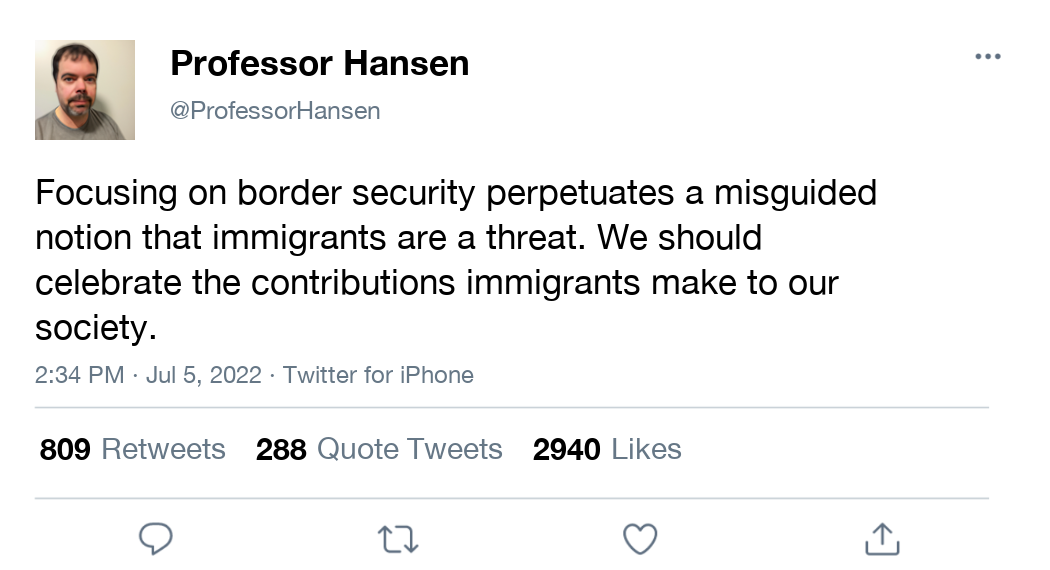 Professor Hansen
@ProfessorHansen
Focusing on border security perpetuates a misguided
notion that immigrants are a threat. We should
celebrate the contributions immigrants make to our
society.
2:34 PM · Jul 5, 2022 · Twitter for iPhone
809 Retweets 288 Quote Tweets 2940 Likes